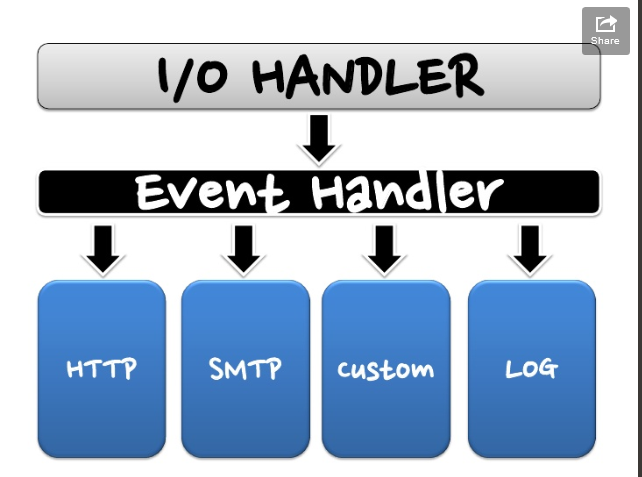 Share
I/O HANDLER
Event Handler
HTTP
SMTP
custom
LOG